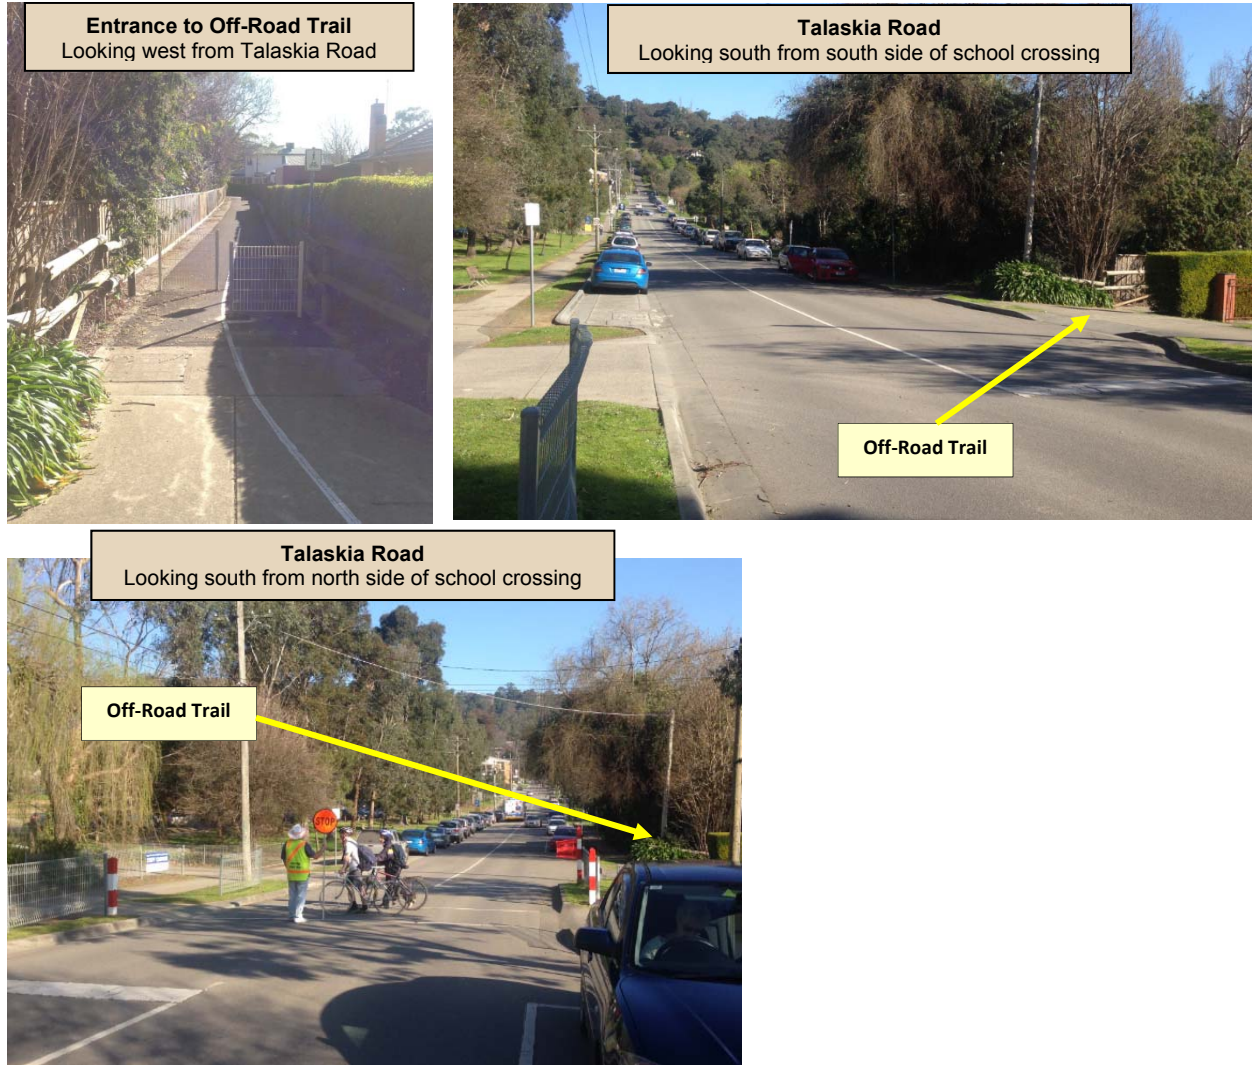 Entrance to Off-Road Trail
Looking west from Talaskia Road
Talaskia Road
Looking south from south side of school crossing
Off-Road Trail
Talaskia Road
Looking south from north side of school crossing
Off-Road Trail
STOP